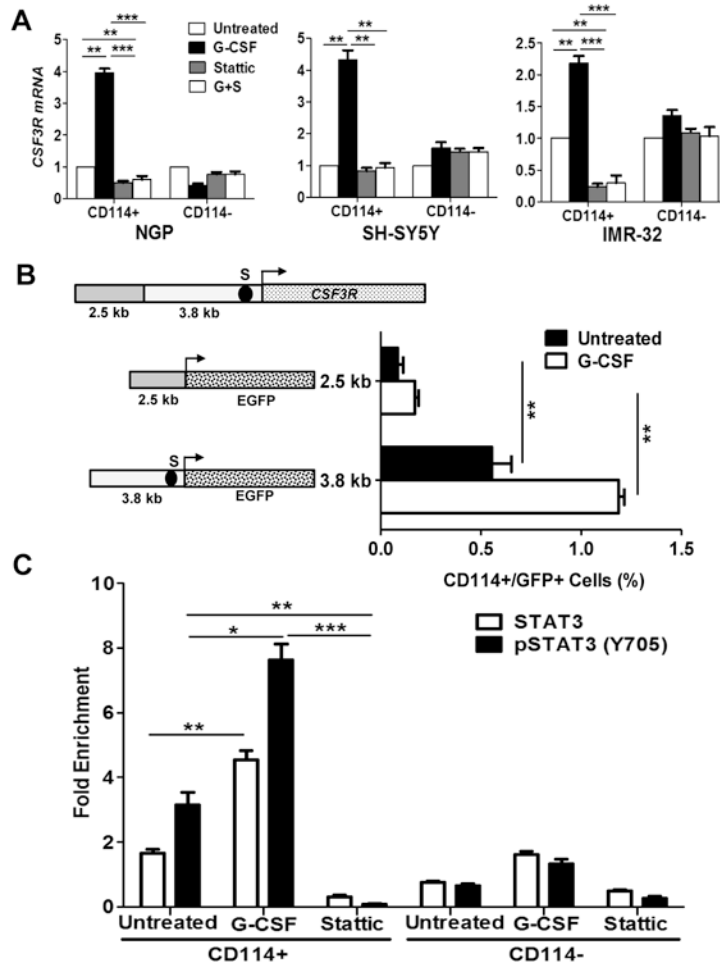 A
CSF3R mRNA
Untreated
G-CSF
Stattic
G+S
5
4
3
2
1
0
** *** ** ***
CD114+ CD114-
NGP
5
4
3
2
1
0
** ** **
CD114+ CD114-
SH-SY5Y
2.5
2.0
1.5
1.0
0.5
0.0
*** ** ** ***
CD114+ CD114-
IMR-32
B
S
CSF3R
2.5 kb 3.8 kb
2.5 kb EGFP
S
3.8 kb EGFP
Untreated
G-CSF
2.5 kb
3.8 kb
**
**
0.0 0.5 1.0 1.5
CD114+/GFP+ Cells (%)
C
Fold Enrichment
10
8
6
4
2
0
STAT3
pSTAT3 (Y705)
**
* ***
**
Untreated G-CSF Stattic Untreated G-CSF Stattic
CD114+ CD114-